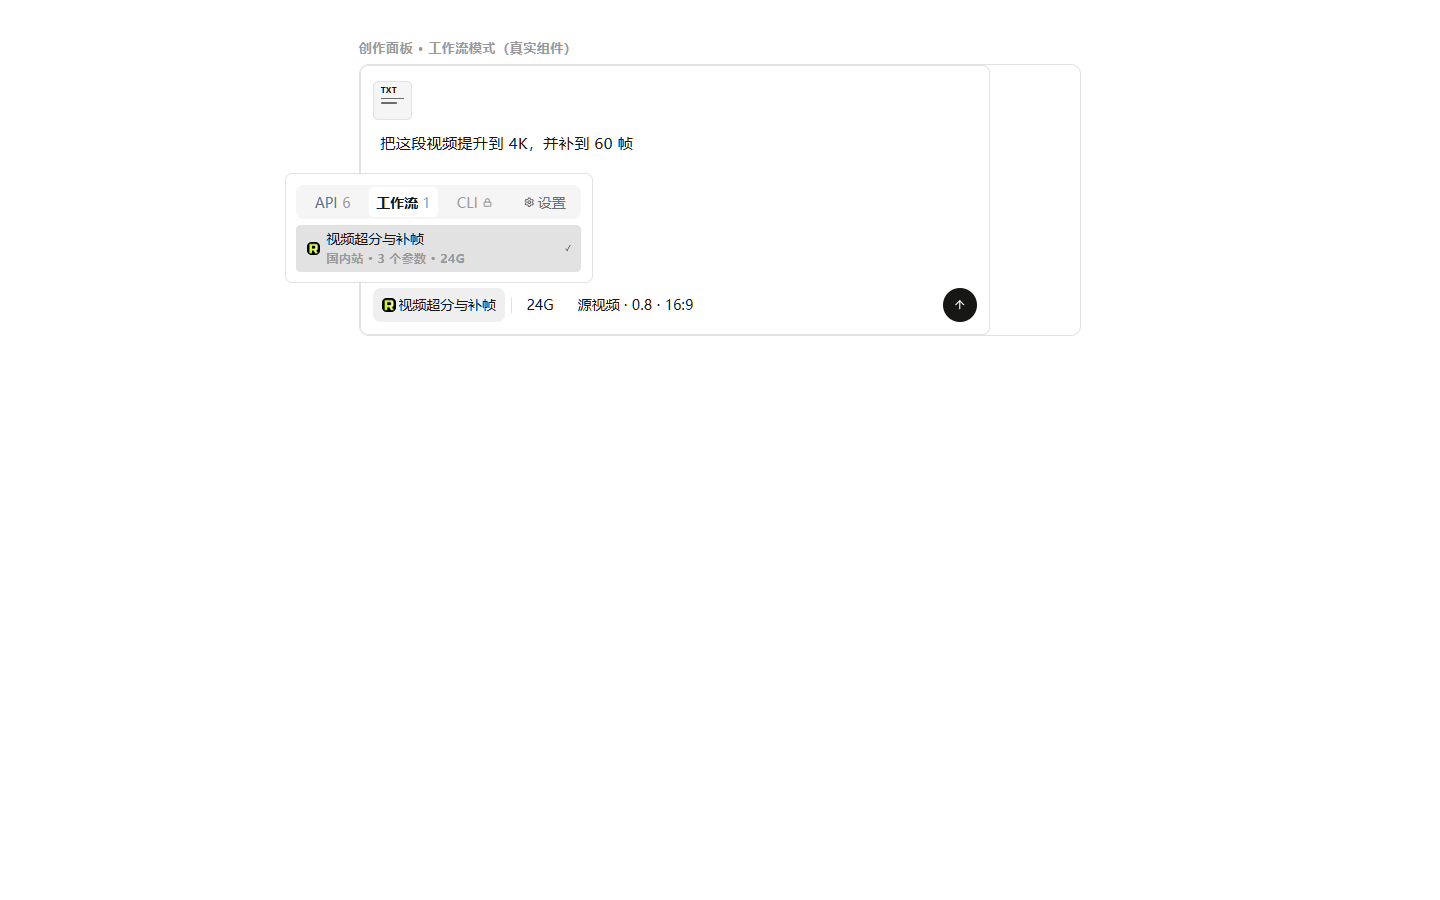 创作面板 • 工作流模式（真实组件）
TXT
把这段视频提升到 4K，并补到 60 帧
API 6 工作流 1 CLI 设置
视频超分与补帧
国内站 • 3 个参数 • 24G
R 视频超分与补帧 24G 源视频 · 0.8 · 16:9